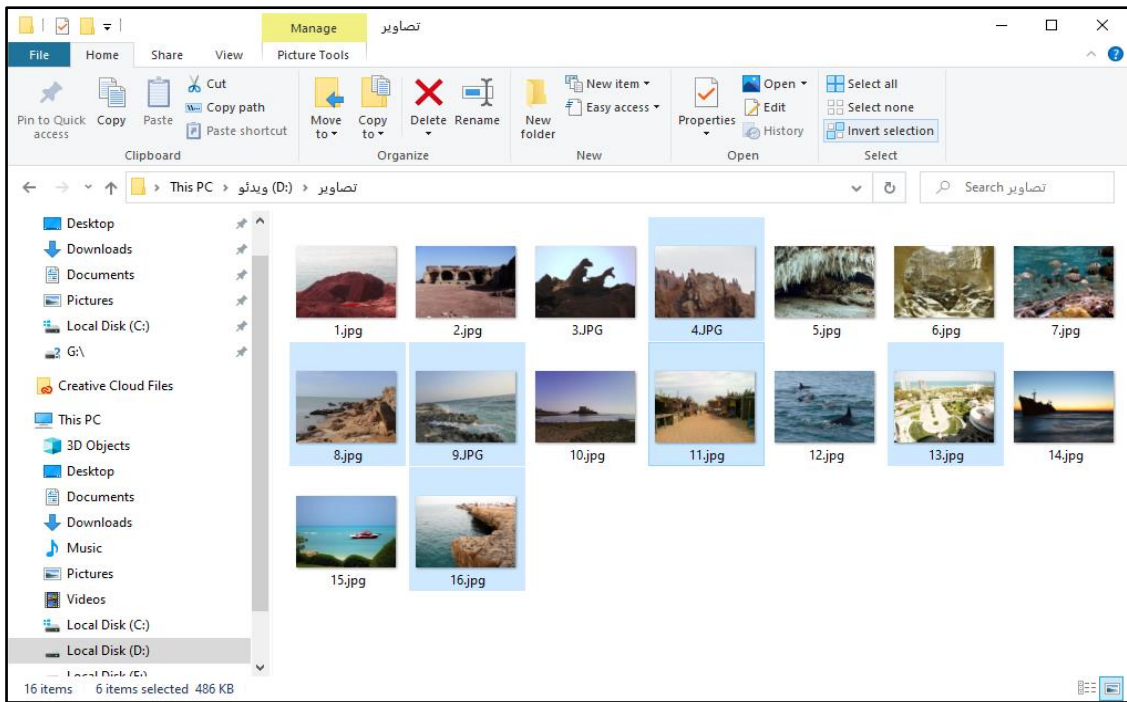 Manage تصاویر
File Home Share View Picture Tools
Pin to Quick access
Copy
Paste
Cut
Copy path
Paste shortcut
Clipboard
Move to
Copy to
Delete
Rename
Organize
New folder
New item
Easy access
New
Properties
Open
Edit
History
Open
Select all
Select none
Invert selection
Select
This PC ویدئو (D:) تصاویر
Search تصاویر
Desktop
Downloads
Documents
Pictures
Local Disk (C:)
G:\
Creative Cloud Files
This PC
3D Objects
Desktop
Documents
Downloads
Music
Pictures
Videos
Local Disk (C:)
Local Disk (D:)
Local Disk (E:)
1.jpg 2.jpg 3.JPG 4.JPG 5.jpg 6.jpg 7.jpg
8.jpg 9.JPG 10.jpg 11.jpg 12.jpg 13.jpg 14.jpg
15.jpg 16.jpg
16 items 6 items selected 486 KB